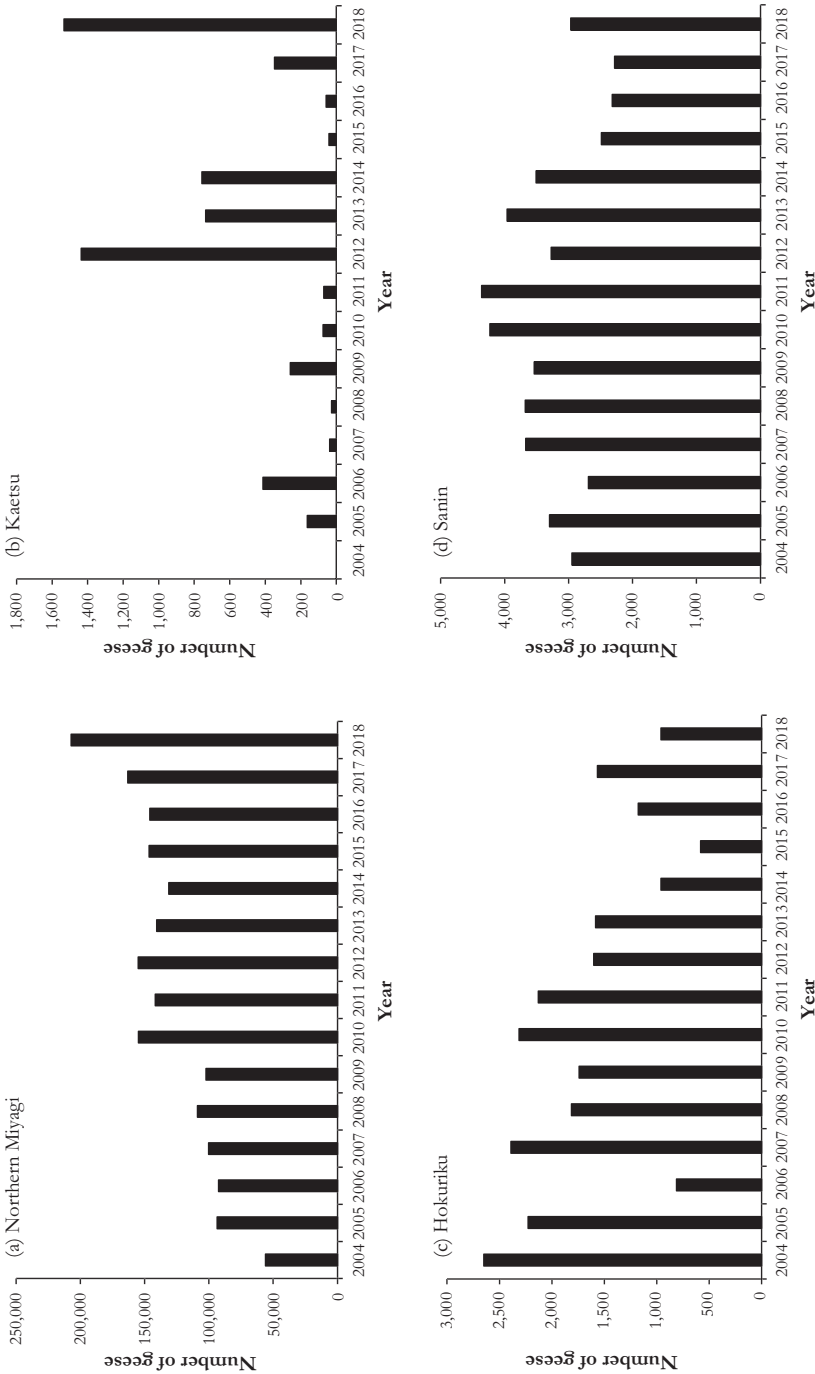 (a) Northern Miyagi
Number of geese
250,000
200,000
150,000
100,000
50,000
0
2004 2005 2006 2007 2008 2009 2010 2011 2012 2013 2014 2015 2016 2017 2018
Year
(b) Kaetsu
Number of geese
1,800
1,600
1,400
1,200
1,000
800
600
400
200
0
2004 2005 2006 2007 2008 2009 2010 2011 2012 2013 2014 2015 2016 2017 2018
Year
(c) Hokuriku
Number of geese
3,000
2,500
2,000
1,500
1,000
500
0
2004 2005 2006 2007 2008 2009 2010 2011 2012 2013 2014 2015 2016 2017 2018
Year
(d) Sanin
Number of geese
5,000
4,000
3,000
2,000
1,000
0
2004 2005 2006 2007 2008 2009 2010 2011 2012 2013 2014 2015 2016 2017 2018
Year